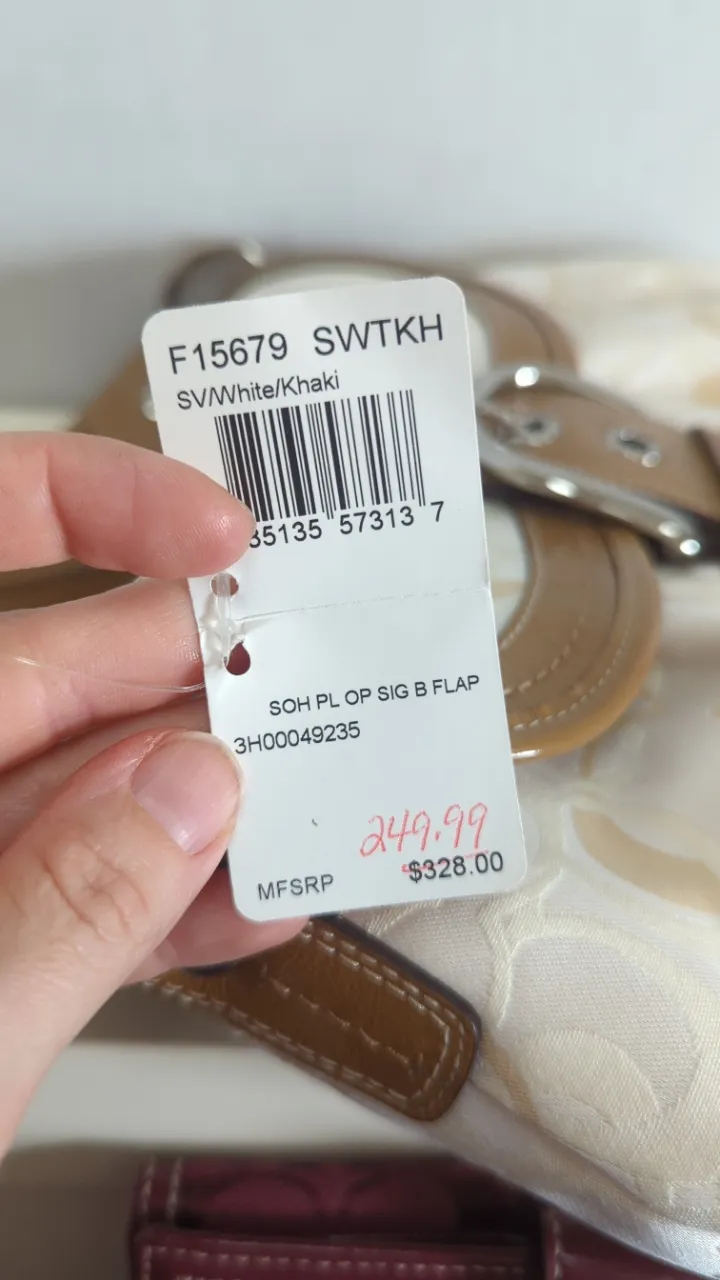 F15679 SWTKH
SV/White/Khaki
35135 57313 7
SOH PL OP SIG B FLAP
3H00049235
249.99
MFSRP $328.00